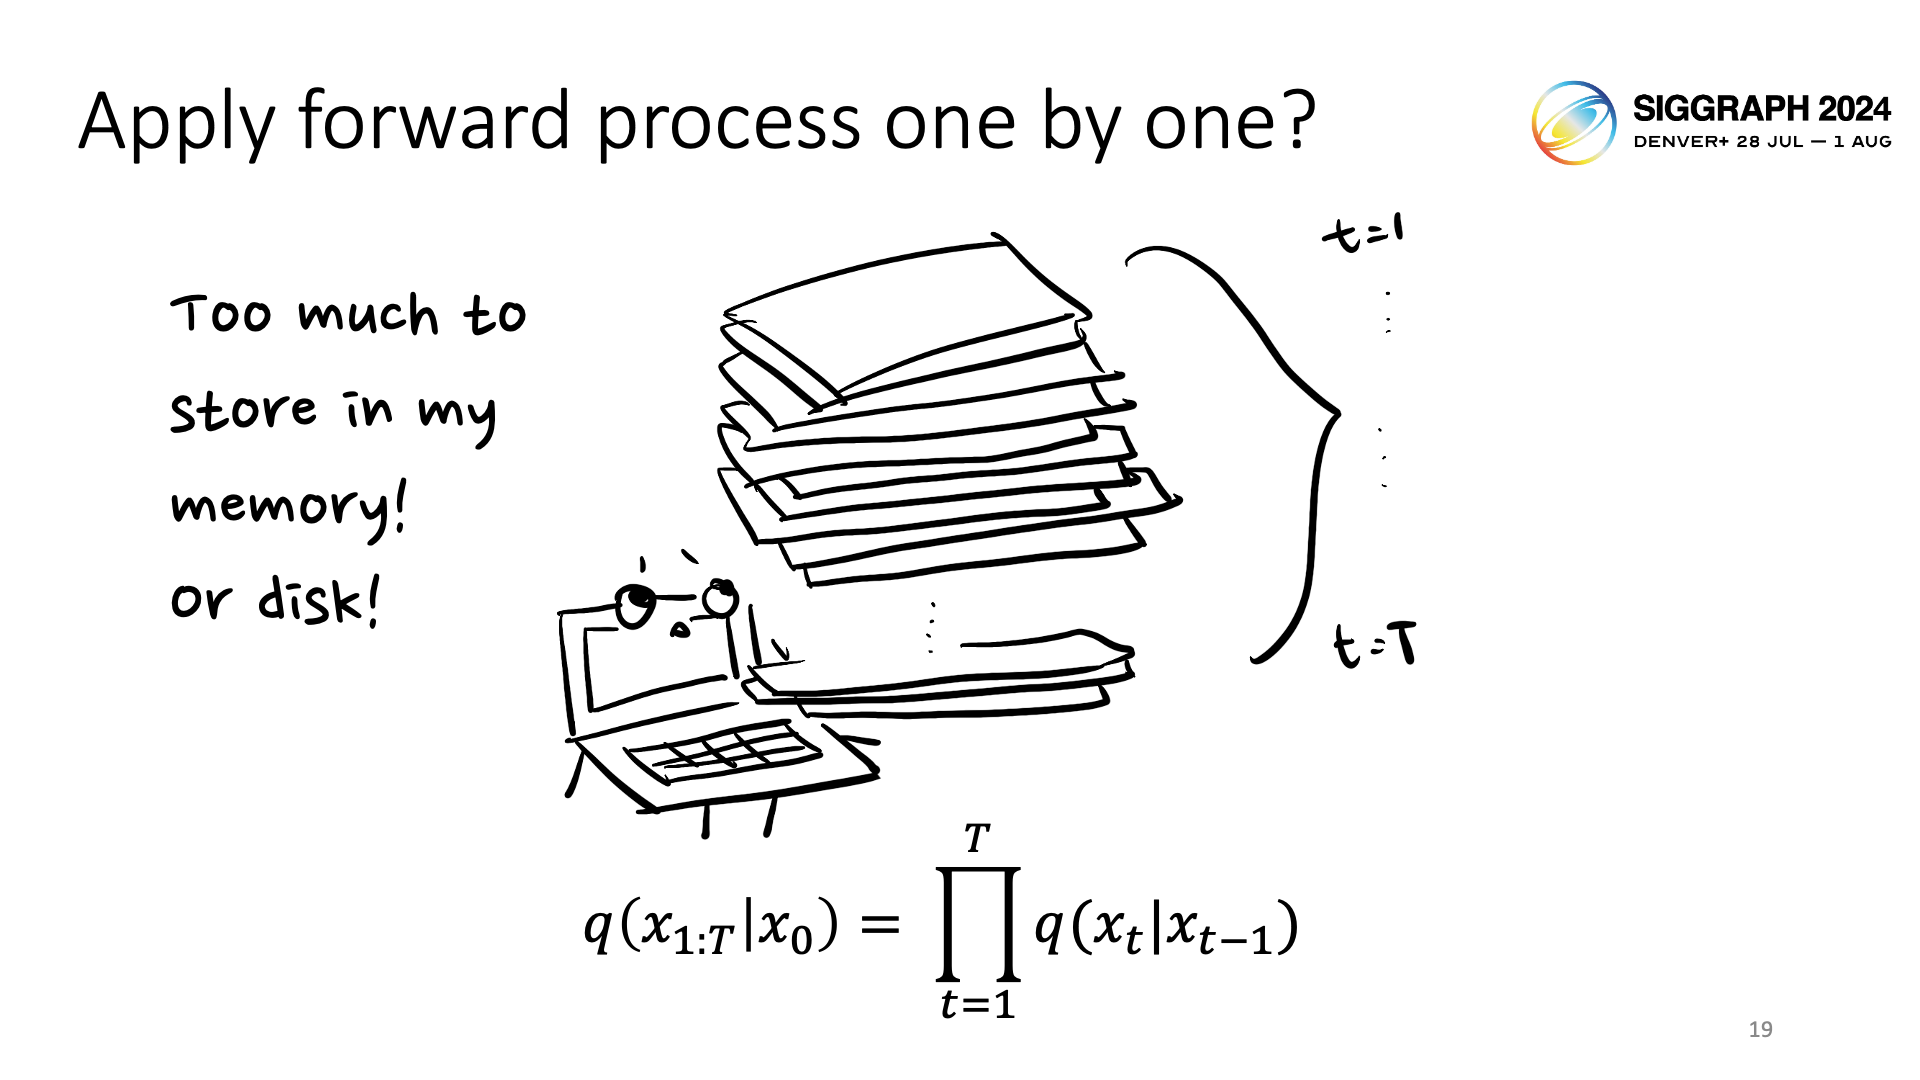 Apply forward process one by one?
SIGGRAPH 2024
DENVER+ 28 JUL — 1 AUG
Too much to
store in my
memory!
or disk!
t=1
t=T
q(x_{1:T}|x_0) = ∏_{t=1}^{T} q(x_t|x_{t−1})
19